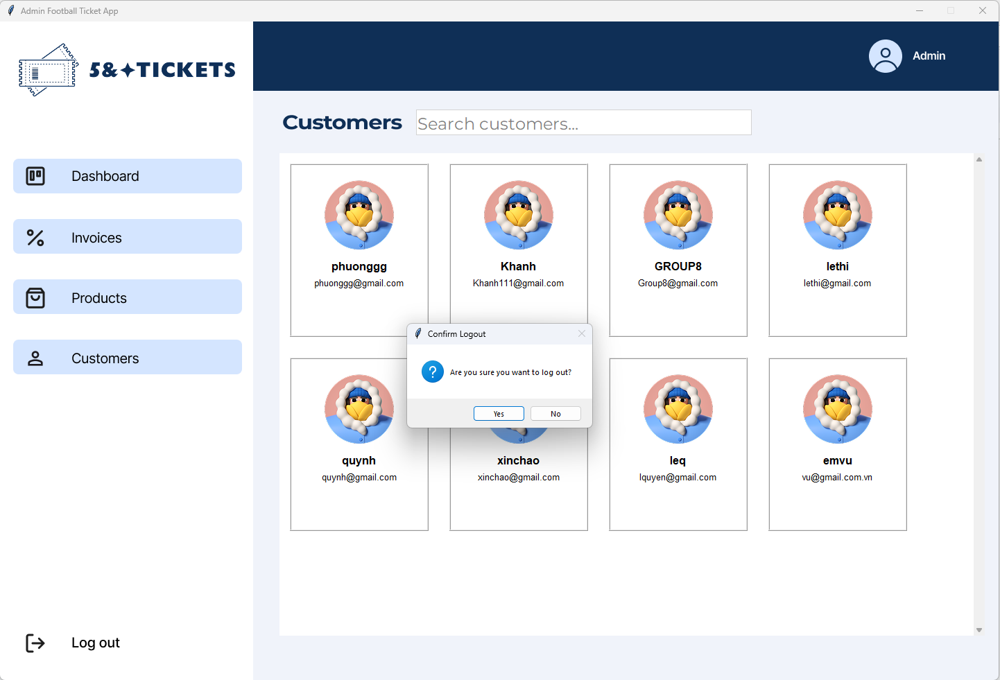 Admin Football Ticket App
5&✦TICKETS
Admin
Dashboard
Invoices
Products
Customers
Log out
Customers
Search customers...
phuonggg
phuonggg@gmail.com
Khanh
Khanh111@gmail.com
GROUP8
Group8@gmail.com
lethi
lethi@gmail.com
Confirm Logout
?
Are you sure you want to log out?
Yes
No
quynh
quynh@gmail.com
xinchao
xinchao@gmail.com
leq
lquyen@gmail.com
emvu
vu@gmail.com.vn